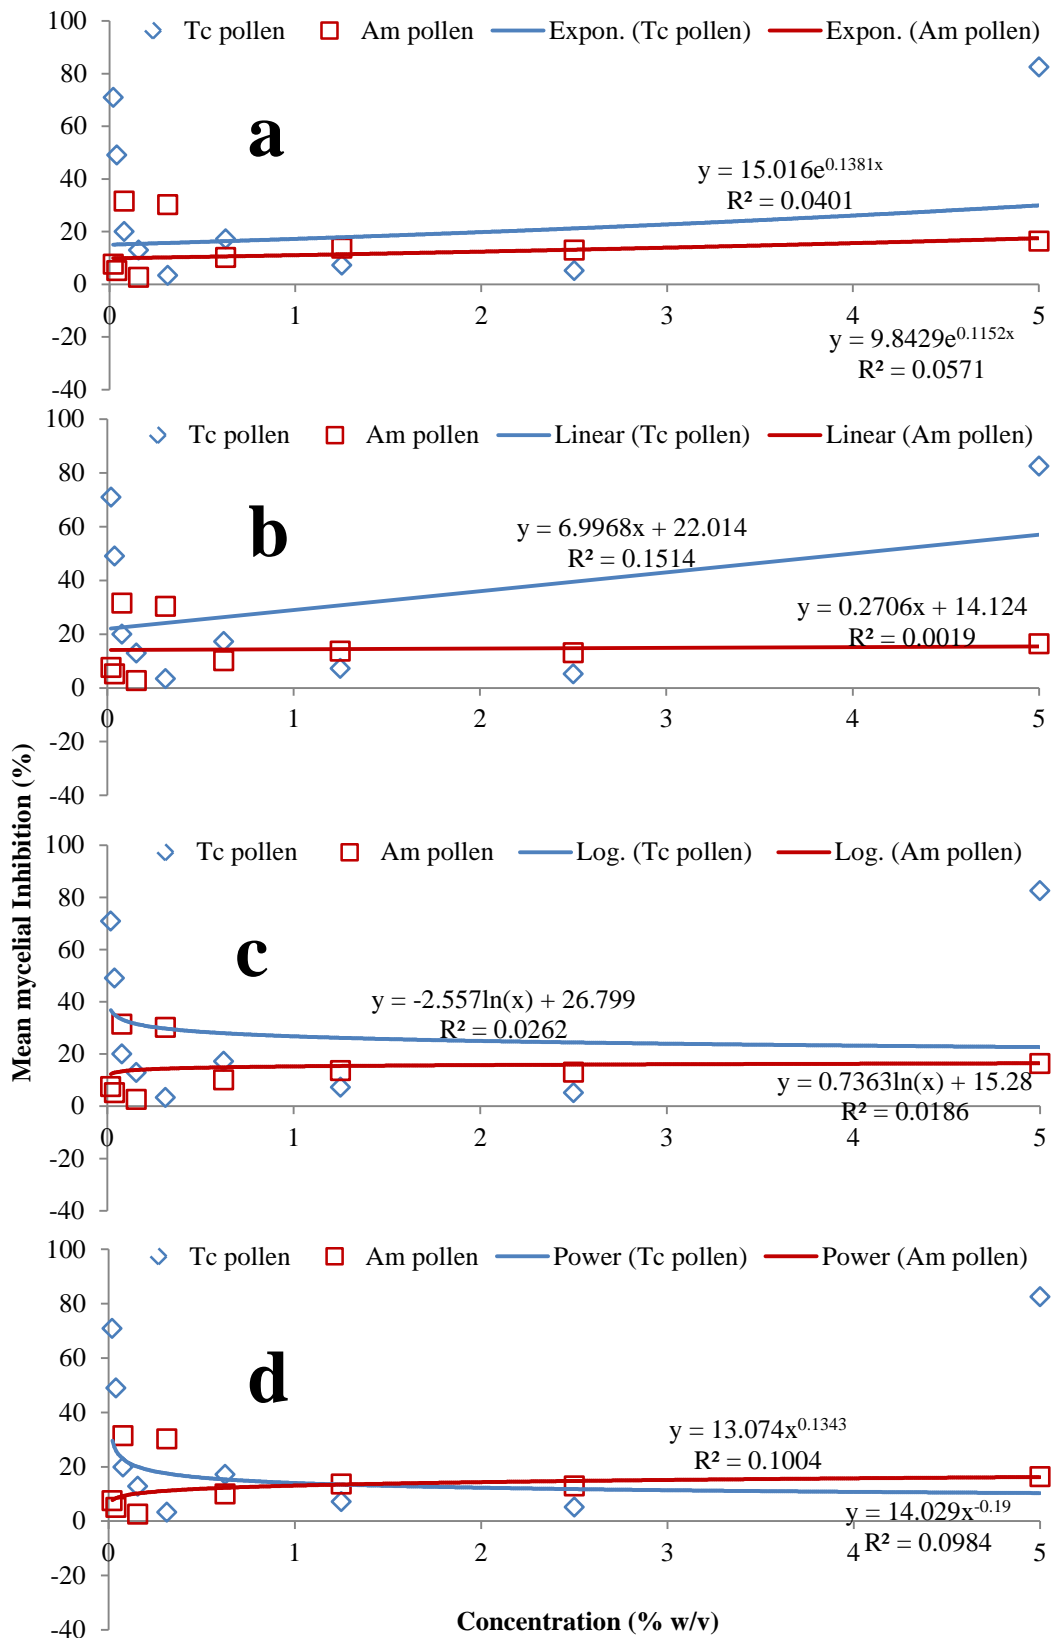 Mean mycelial Inhibition (%)
100
80
60
40
20
0
-20
-40
Tc pollen Am pollen Expon. (Tc pollen) Expon. (Am pollen)
a
y = 15.016e^0.1381x
R² = 0.0401
0 1 2 3 4 5
y = 9.8429e^0.1152x
R² = 0.0571
100
80
60
40
20
0
-20
-40
Tc pollen Am pollen Linear (Tc pollen) Linear (Am pollen)
b
y = 6.9968x + 22.014
R² = 0.1514
y = 0.2706x + 14.124
R² = 0.0019
0 1 2 3 4 5
100
80
60
40
20
0
-20
-40
Tc pollen Am pollen Log. (Tc pollen) Log. (Am pollen)
c
y = -2.557ln(x) + 26.799
R² = 0.0262
y = 0.7363ln(x) + 15.28
R² = 0.0186
0 1 2 3 4 5
100
80
60
40
20
0
-20
-40
Tc pollen Am pollen Power (Tc pollen) Power (Am pollen)
d
y = 13.074x^0.1343
R² = 0.1004
y = 14.029x^-0.19
R² = 0.0984
0 1 2 3 4 5
Concentration (% w/v)